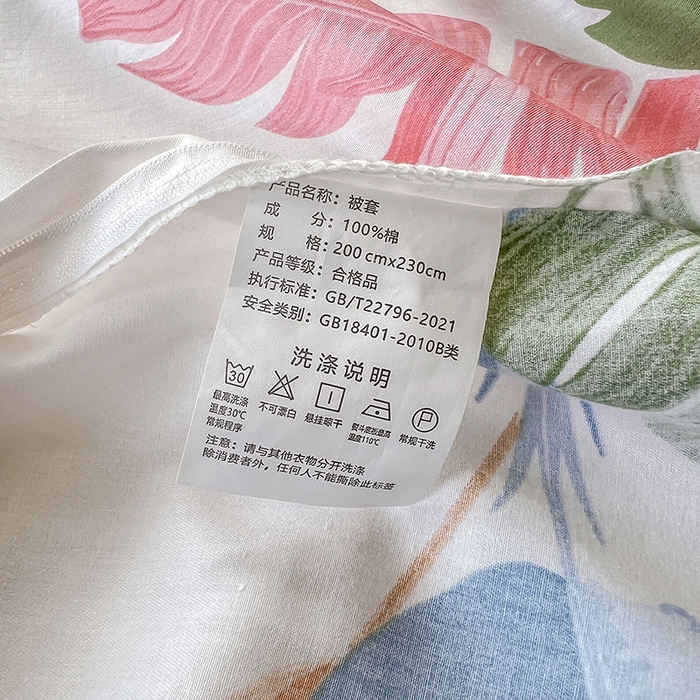 产品名称：被套
成 分：100%棉
规 格：200cmx230cm
产品等级：合格品
执行标准：GB/T22796-2021
安全类别：GB18401-2010B类
洗涤说明
30 P
最高洗涤 温度30℃ 常规程序
不可漂白
悬挂晾干
熨斗底板最高 温度110℃
常规干洗
注意：请与其他衣物分开洗涤
除消费者外，任何人不能撕除此标签